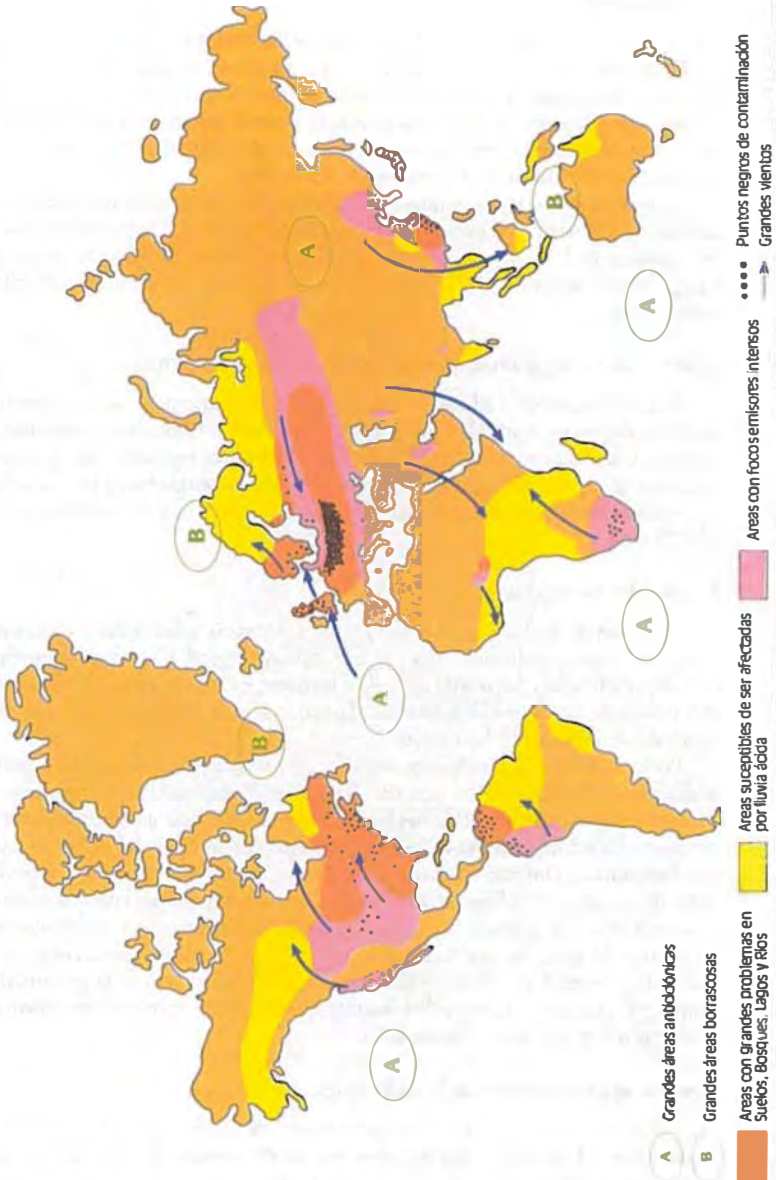 B
B
A
A
A
B
A
A
A Grandes áreas anticiclónicas
B Grandes áreas borrascosas
Areas con grandes problemas en
Suelos, Bosques, Lagos y Ríos
Areas suceptibles de ser afectadas
por lluvia ácida
Areas con focos emisores intensos
Puntos negros de contaminación
Grandes vientos